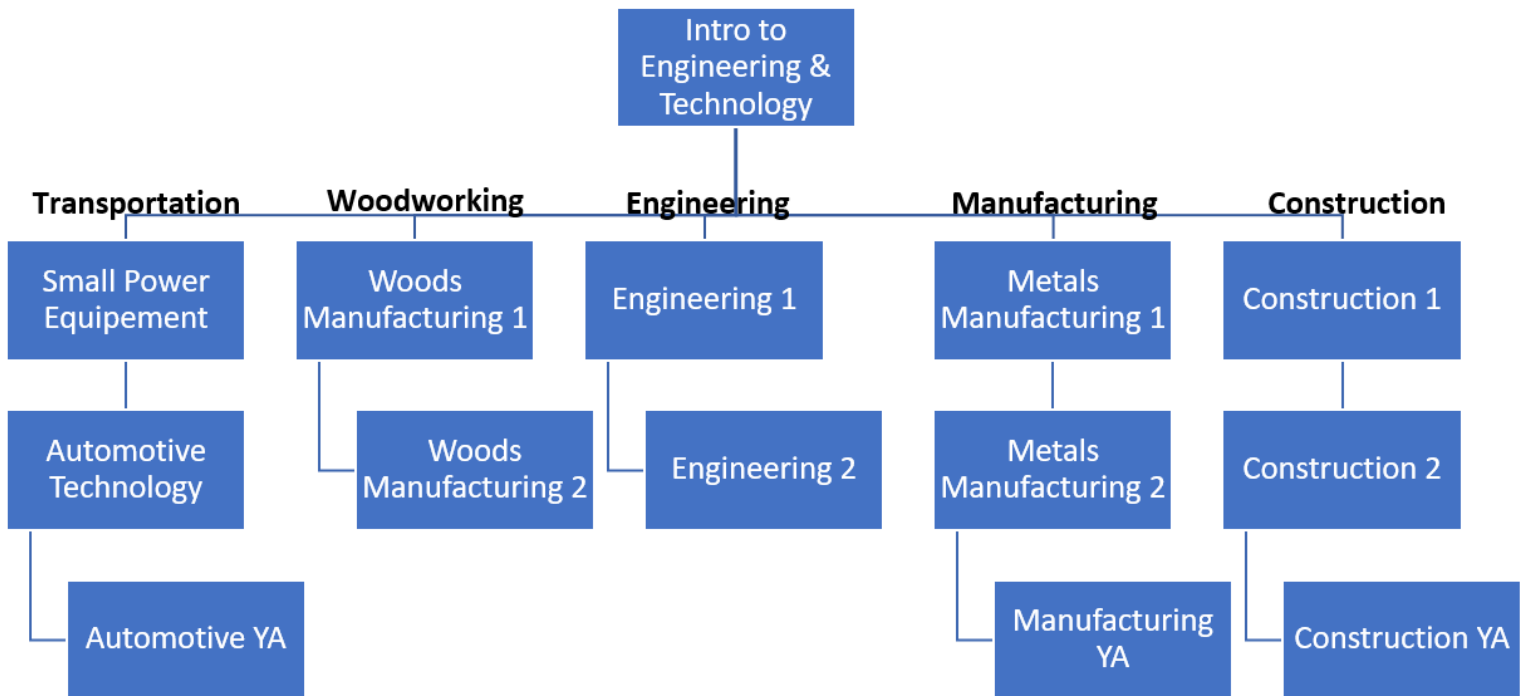 Intro to
Engineering &
Technology
Transportation
Woodworking
Engineering
Manufacturing
Construction
Small Power
Equipement
Woods
Manufacturing 1
Engineering 1
Metals
Manufacturing 1
Construction 1
Automotive
Technology
Woods
Manufacturing 2
Engineering 2
Metals
Manufacturing 2
Construction 2
Automotive YA
Manufacturing
YA
Construction YA